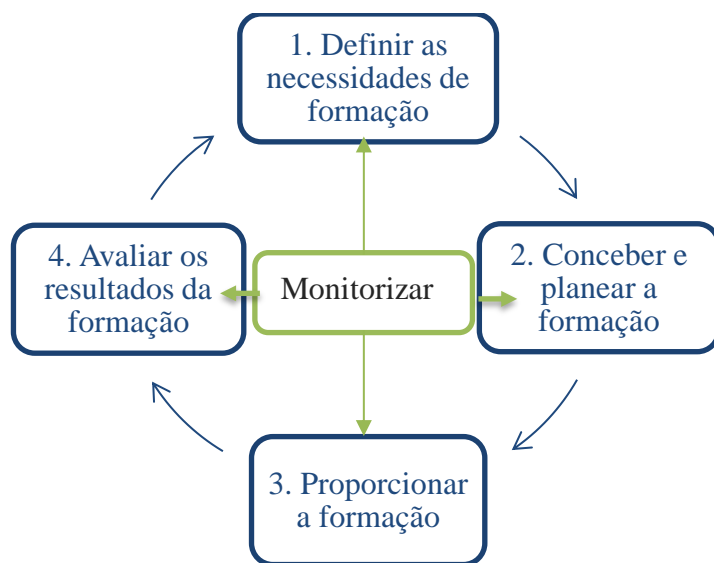 1. Definir as
necessidades de
formação
4. Avaliar os
resultados da
formação
Monitorizar
2. Conceber e
planear a
formação
3. Proporcionar
a formação